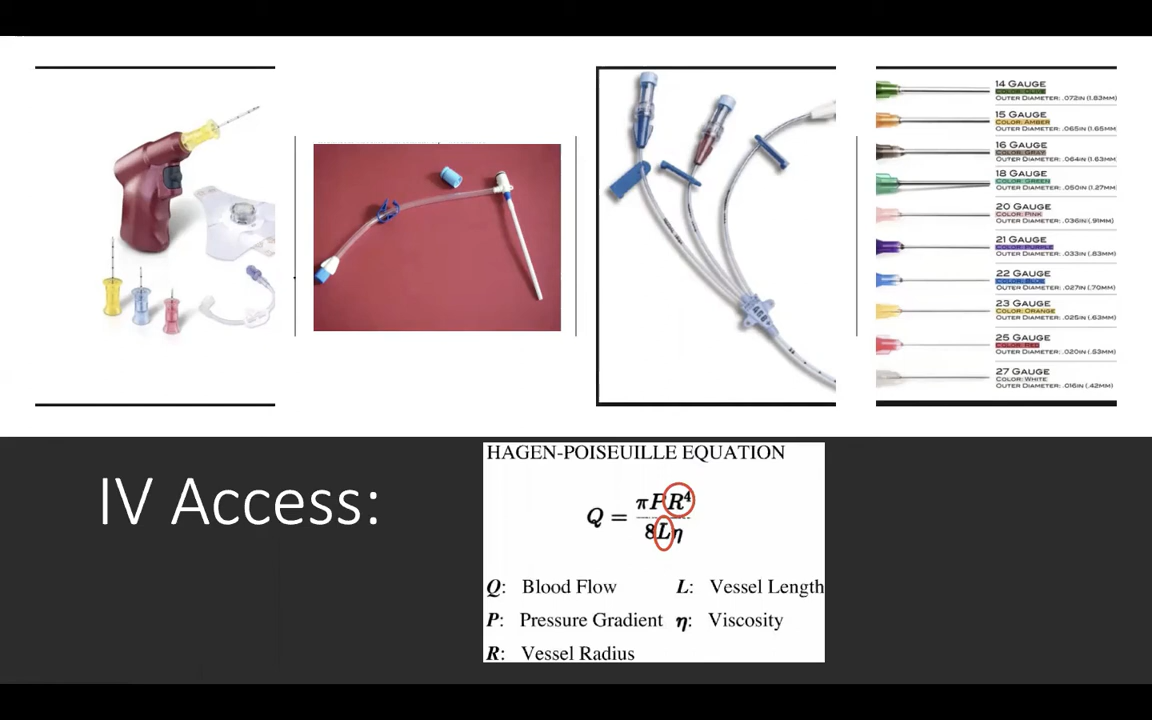 14 GAUGE
COLOR: OLIVE
OUTER DIAMETER: .072IN (1.83MM)
15 GAUGE
COLOR: AMBER
OUTER DIAMETER: .065IN (1.65MM)
16 GAUGE
COLOR: GRAY
OUTER DIAMETER: .064IN (1.63MM)
18 GAUGE
COLOR: GREEN
OUTER DIAMETER: .050IN (1.27MM)
20 GAUGE
COLOR: PINK
OUTER DIAMETER: .036IN (.91MM)
21 GAUGE
COLOR: PURPLE
OUTER DIAMETER: .033IN (.83MM)
22 GAUGE
COLOR: BLUE
OUTER DIAMETER: .027IN (.70MM)
23 GAUGE
COLOR: ORANGE
OUTER DIAMETER: .025IN (.63MM)
25 GAUGE
COLOR: RED
OUTER DIAMETER: .020IN (.53MM)
27 GAUGE
COLOR: WHITE
OUTER DIAMETER: .016IN (.42MM)
IV Access:
HAGEN-POISEUILLE EQUATION
Q = πPR⁴ / 8Lη
Q: Blood Flow L: Vessel Length
P: Pressure Gradient η: Viscosity
R: Vessel Radius